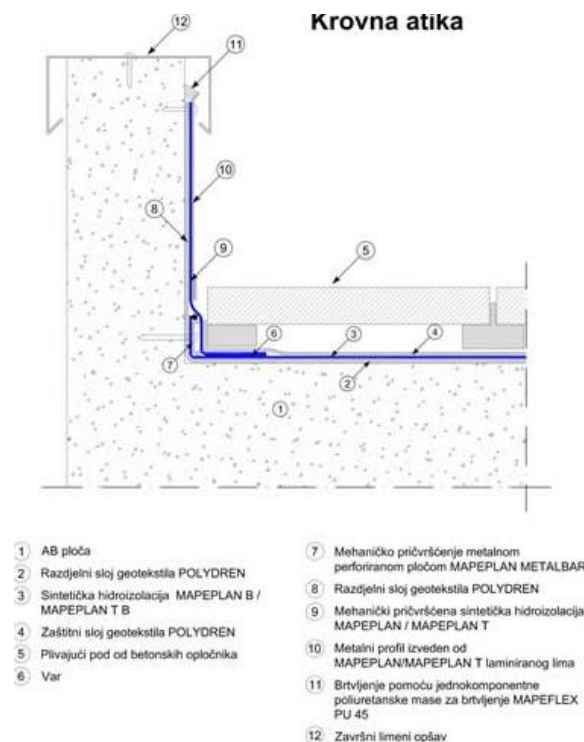 Krovna atika
12
11
10
8
9
5
6
3
4
7
2
1
1 AB ploča
2 Razdjelni sloj geotekstila POLYDREN
3 Sintetička hidroizolacija MAPEPLAN B /
MAPEPLAN T B
4 Zaštitni sloj geotekstila POLYDREN
5 Plivajući pod od betonskih opločnika
6 Var
7 Mehaničko pričvršćenje metalnom
perforiranom pločom MAPEPLAN METALBAR
8 Razdjelni sloj geotekstila POLYDREN
9 Mehanički pričvršćena sintetička hidroizolacija
MAPEPLAN / MAPEPLAN T
10 Metalni profil izveden od
MAPEPLAN/MAPEPLAN T laminiranog lima
11 Brtvljenje pomoću jednokomponentne
poliuretanske mase za brtvljenje MAPEFLEX
PU 45
12 Završni limeni opšav